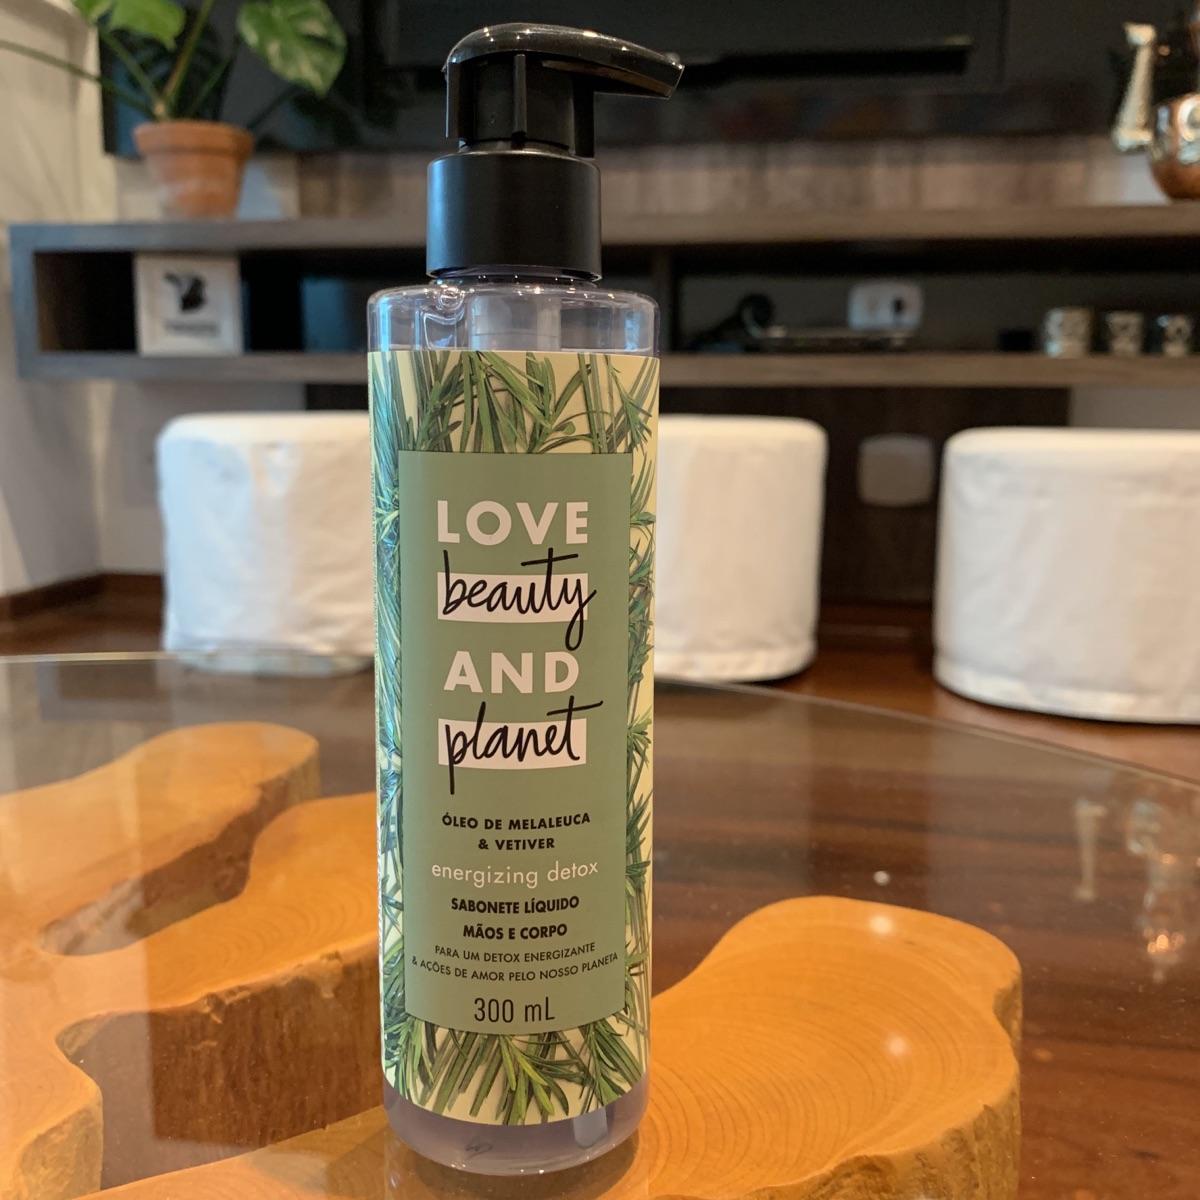 LOVE
beauty
AND
planet
ÓLEO DE MELALEUCA
& VETIVER
energizing detox
SABONETE LÍQUIDO
MÃOS E CORPO
PARA UM DETOX ENERGIZANTE
& AÇÕES DE AMOR PELO NOSSO PLANETA
300 mL